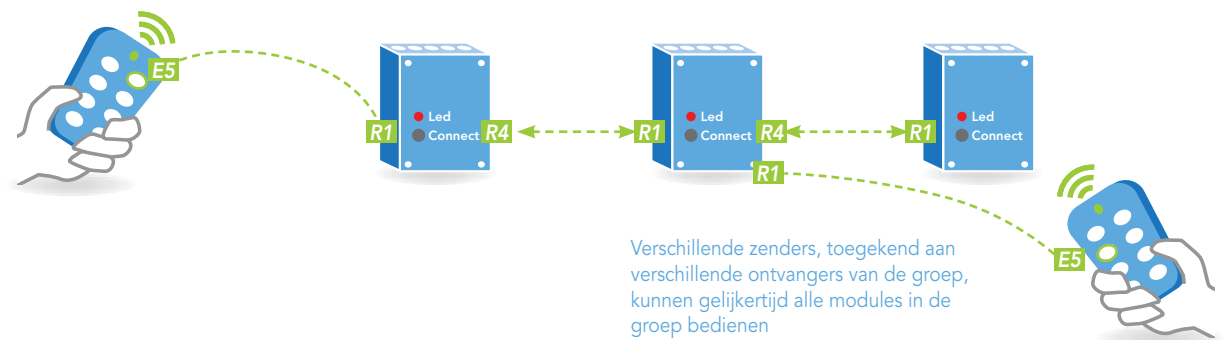 E5
R1
Led
Connect
R4
R1
Led
Connect
R4
R1
R1
Led
Connect
E5
Verschillende zenders, toegekend aan
verschillende ontvangers van de groep,
kunnen gelijkertijd alle modules in de
groep bedienen